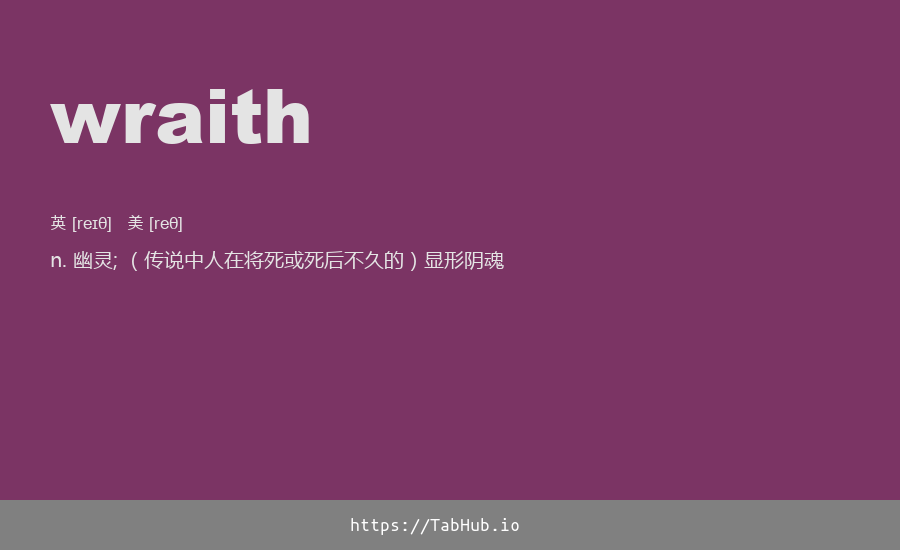 wraith
英 [reɪθ] 美 [reθ]
n. 幽灵; （传说中人在将死或死后不久的）显形阴魂
https://TabHub.io